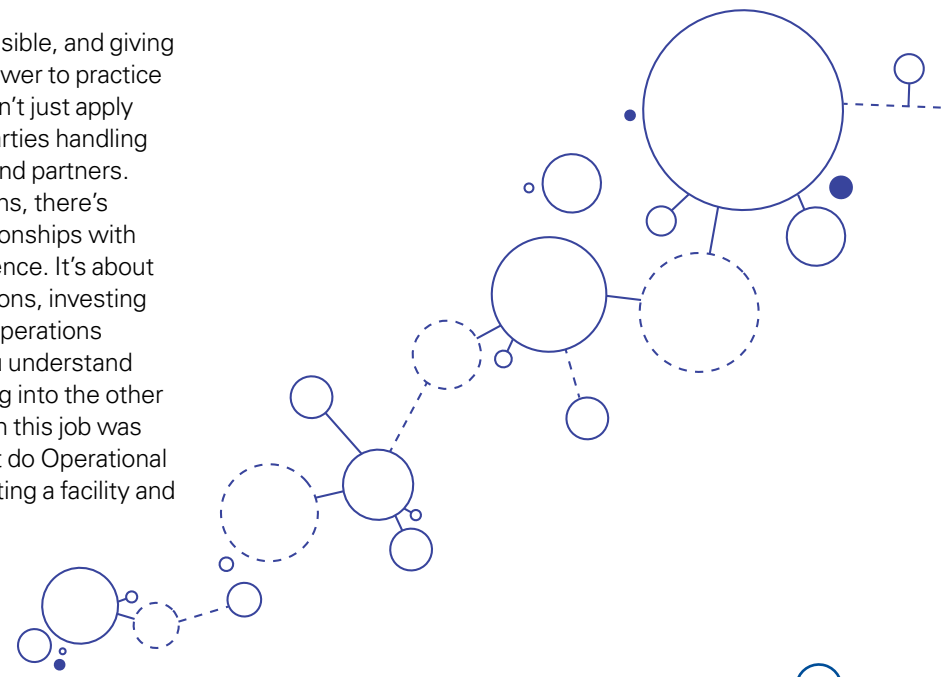 sible, and giving
wer to practice
n't just apply
rties handling
nd partners.
ns, there's
onships with
ence. It's about
ons, investing
perations
u understand
g into the other
n this job was
t do Operational
ting a facility and